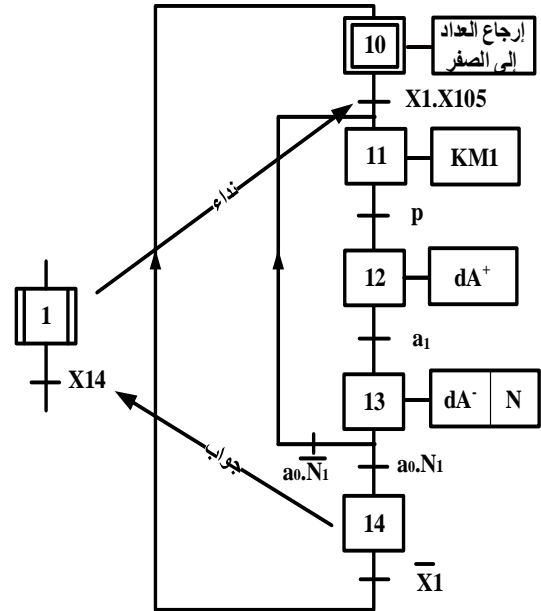 10
إرجاع العداد
إلى الصفر
X1.X105
11
KM1
نداء
p
12
dA⁺
1
a₁
X14
13
dA⁻ N
جواب
a₀.N̅₁
a₀.N₁
14
X̅1